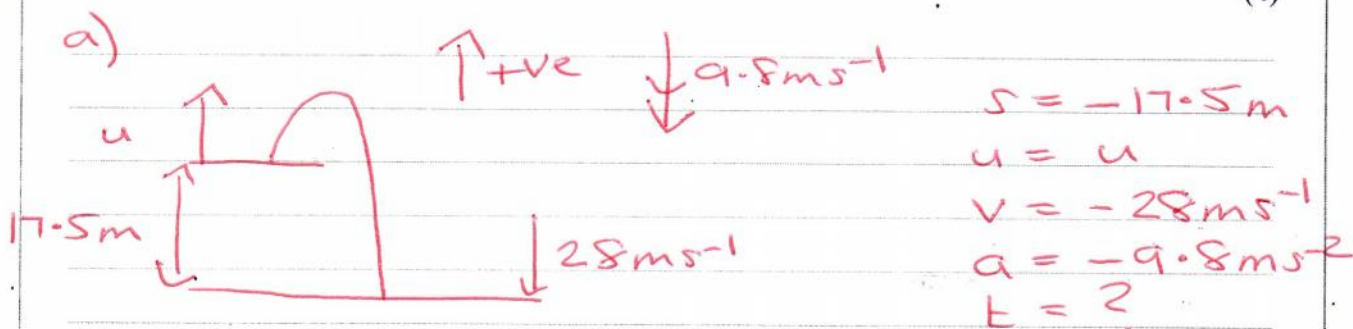 a)
↑+ve
9.8ms⁻¹
u
17.5m
28ms⁻¹
s = -17.5m
u = u
v = -28ms⁻¹
a = -9.8ms⁻²
t = ?